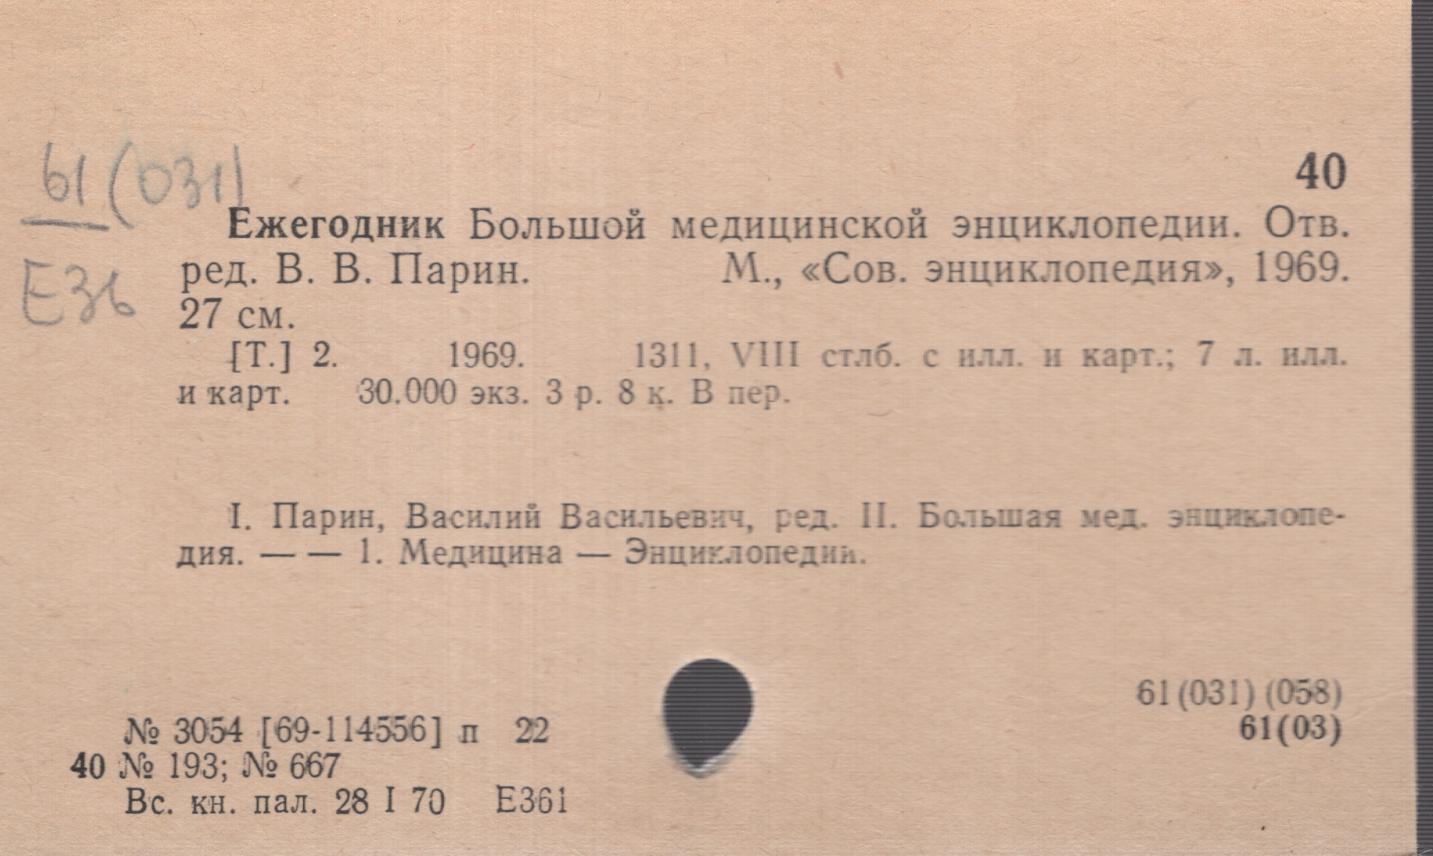 40
61(031)
Е36
Ежегодник Большой медицинской энциклопедии. Отв.
ред. В. В. Парин. М., «Сов. энциклопедия», 1969.
27 см.
[Т.] 2. 1969. 1311, VIII стлб. с илл. и карт.; 7 л. илл.
и карт. 30.000 экз. 3 р. 8 к. В пер.
I. Парин, Василий Васильевич, ред. II. Большая мед. энциклопе-
дия. — — 1. Медицина — Энциклопедии.
61(031)(058)
61(03)
№ 3054 [69-114556] п 22
40 № 193; № 667
Вс. кн. пал. 28 I 70 Е361